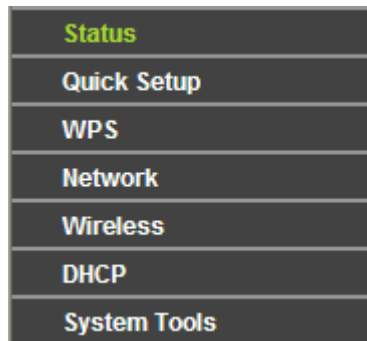 Status
Quick Setup
WPS
Network
Wireless
DHCP
System Tools